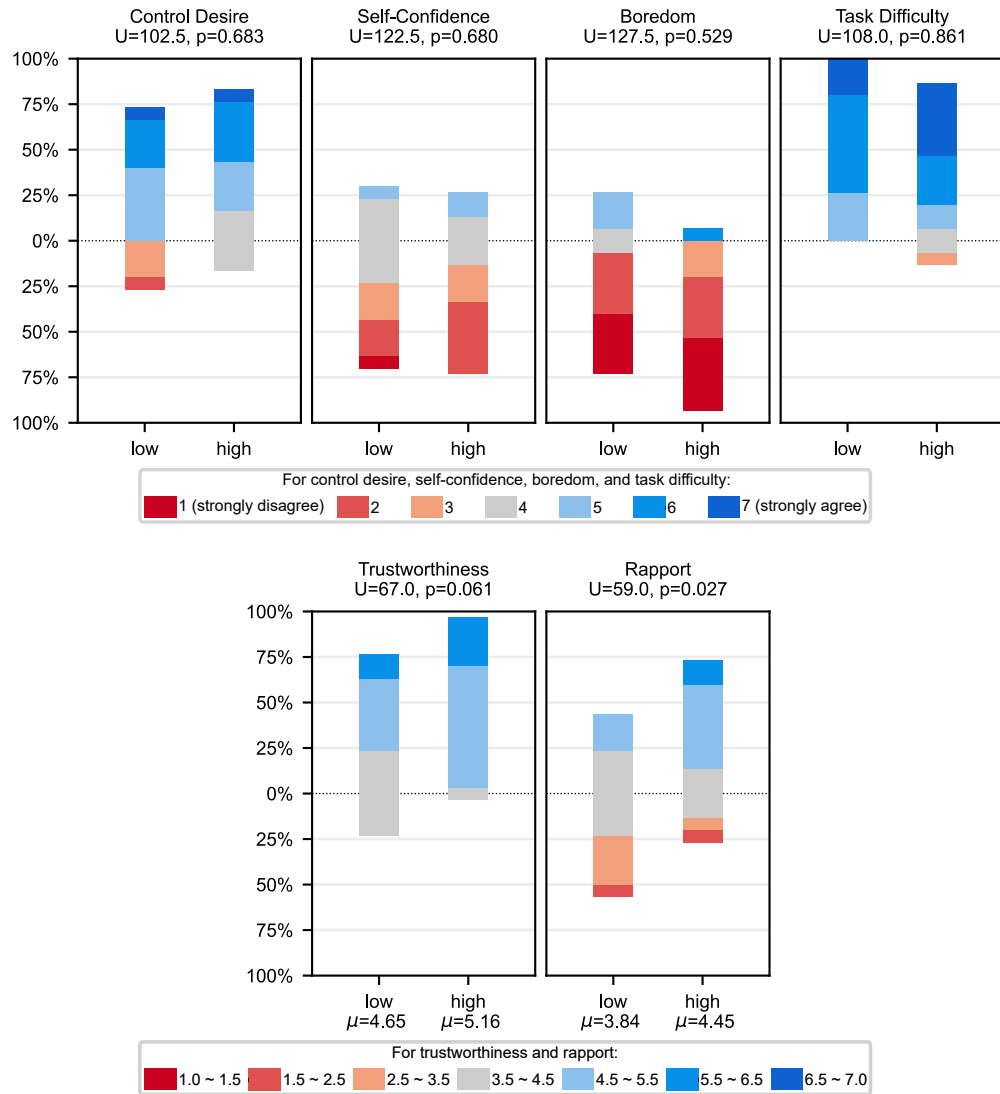 Control Desire
U=102.5, p=0.683
Self-Confidence
U=122.5, p=0.680
Boredom
U=127.5, p=0.529
Task Difficulty
U=108.0, p=0.861
100%
75%
50%
25%
0%
25%
50%
75%
100%
low high
low high
low high
low high
For control desire, self-confidence, boredom, and task difficulty:
1 (strongly disagree) 2 3 4 5 6 7 (strongly agree)
Trustworthiness
U=67.0, p=0.061
Rapport
U=59.0, p=0.027
100%
75%
50%
25%
0%
25%
50%
75%
100%
low high
μ=4.65 μ=5.16
low high
μ=3.84 μ=4.45
For trustworthiness and rapport:
1.0 ~ 1.5 1.5 ~ 2.5 2.5 ~ 3.5 3.5 ~ 4.5 4.5 ~ 5.5 5.5 ~ 6.5 6.5 ~ 7.0